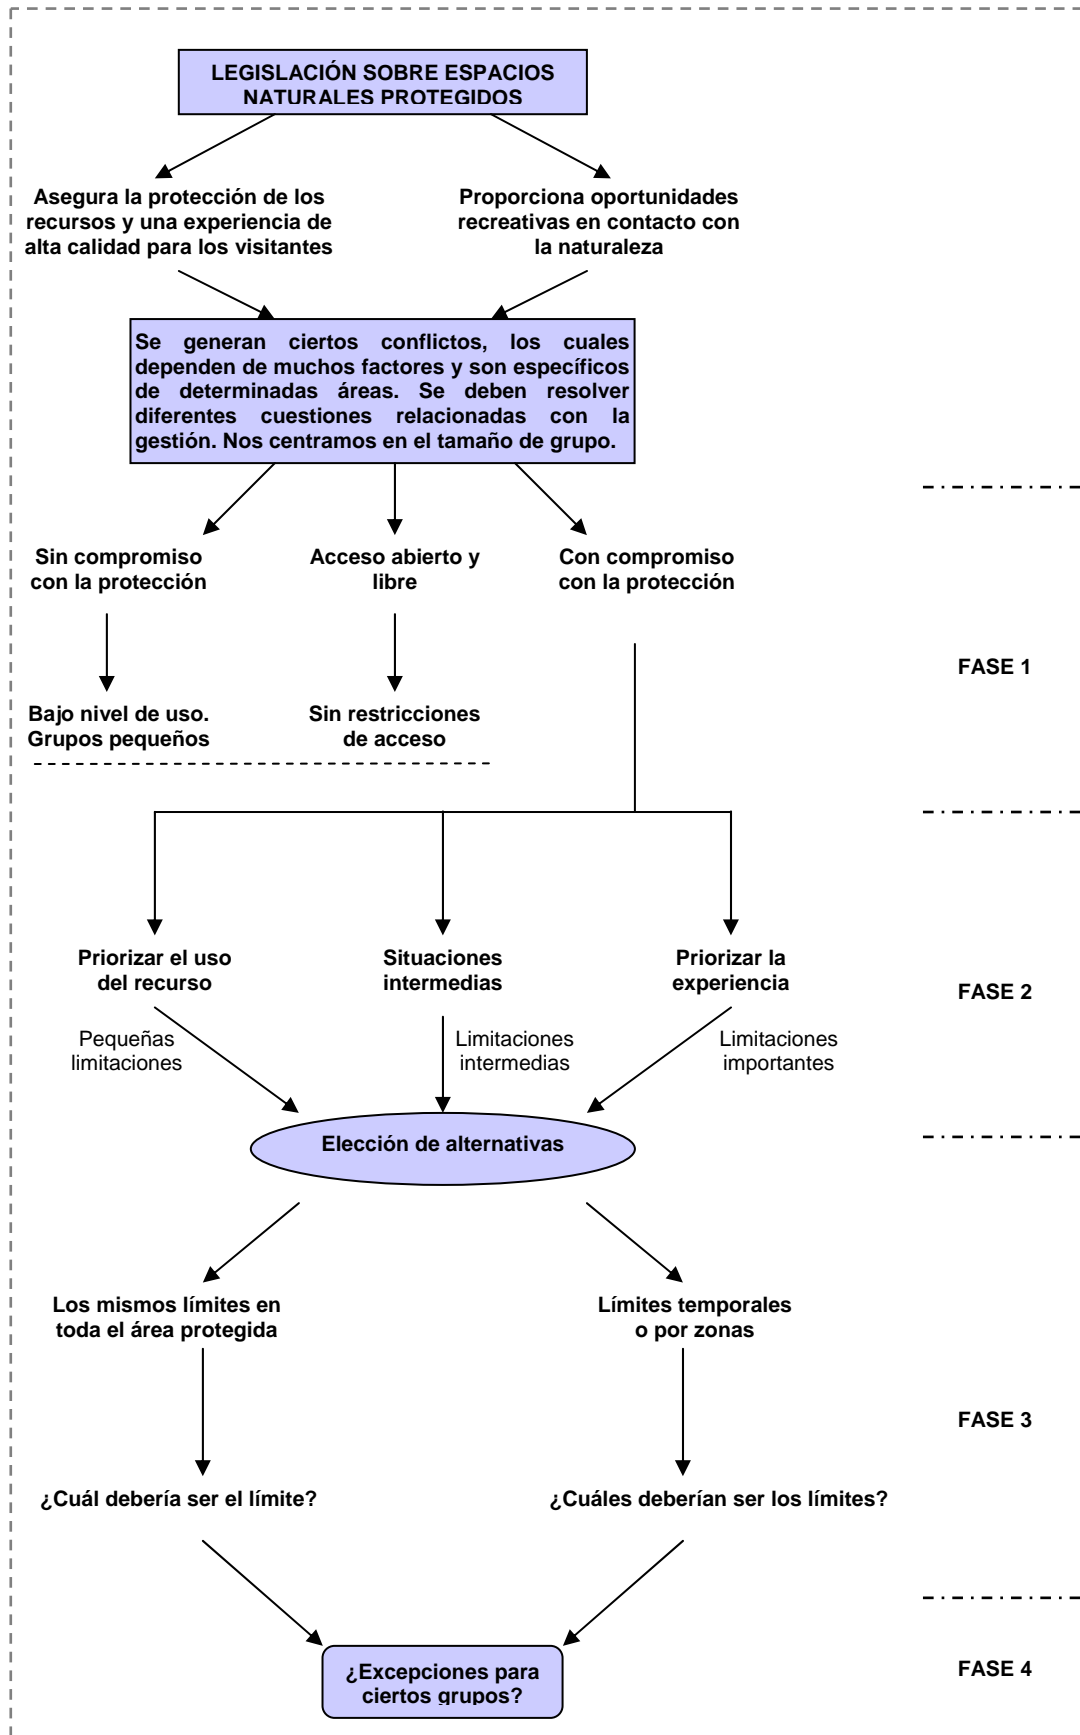 LEGISLACIÓN SOBRE ESPACIOS
NATURALES PROTEGIDOS
Asegura la protección de los
recursos y una experiencia de
alta calidad para los visitantes
Proporciona oportunidades
recreativas en contacto con
la naturaleza
Se generan ciertos conflictos, los cuales
dependen de muchos factores y son específicos
de determinadas áreas. Se deben resolver
diferentes cuestiones relacionadas con la
gestión. Nos centramos en el tamaño de grupo.
Sin compromiso
con la protección
Acceso abierto y
libre
Con compromiso
con la protección
FASE 1
Bajo nivel de uso.
Grupos pequeños
Sin restricciones
de acceso
Priorizar el uso
del recurso
Situaciones
intermedias
Priorizar la
experiencia
FASE 2
Pequeñas
limitaciones
Limitaciones
intermedias
Limitaciones
importantes
Elección de alternativas
Los mismos límites en
toda el área protegida
Límites temporales
o por zonas
FASE 3
¿Cuál debería ser el límite?
¿Cuáles deberían ser los límites?
¿Excepciones para
ciertos grupos?
FASE 4